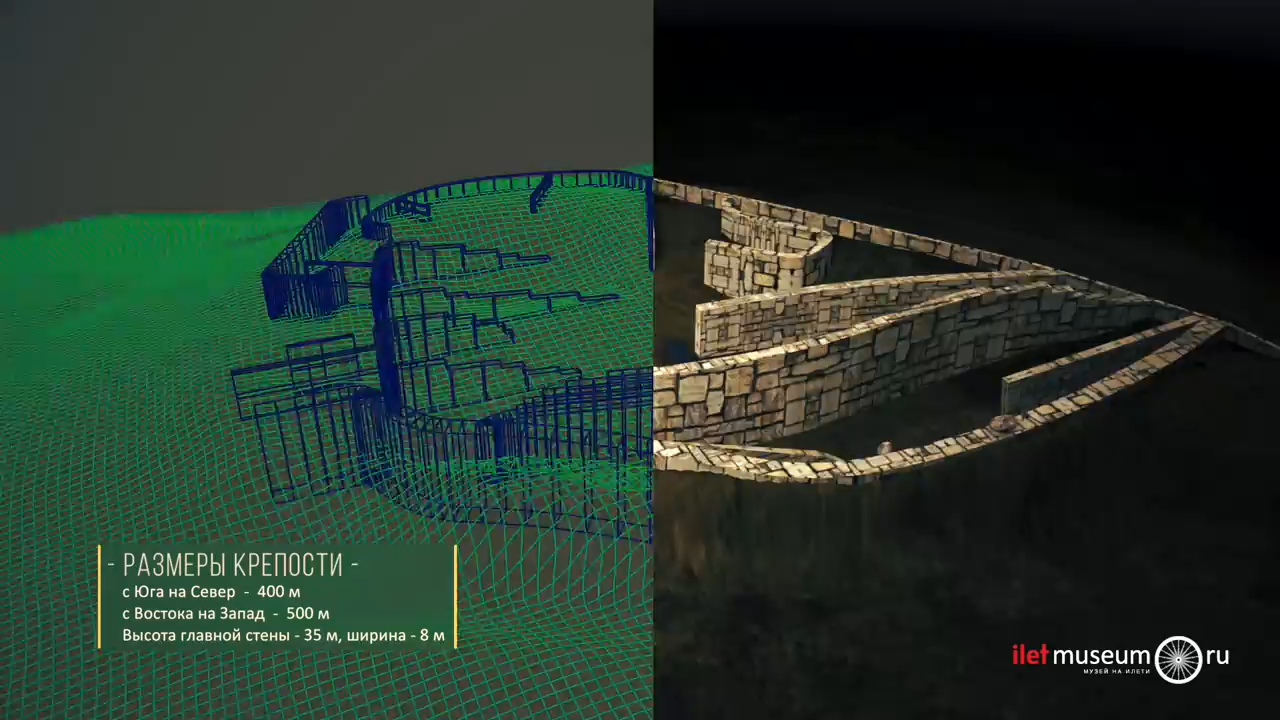 - РАЗМЕРЫ КРЕПОСТИ -
с Юга на Север - 400 м
с Востока на Запад - 500 м
Высота главной стены - 35 м, ширина - 8 м
iletmuseum ru
МУЗЕЙ НА ИЛЕТИ